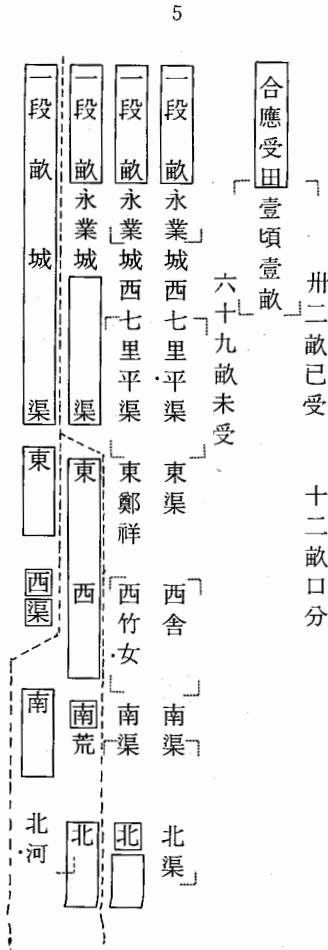 5
卅二畝已受　十二畝口分
合應受田壹頃壹畝
六十九畝未受
一段　畝永業城西七里平渠　東渠　西舎　南渠　北渠
一段　畝永業城西七里平渠　東鄭祥　西竹女　南渠　北
一段　畝永業城　渠　東　西　南荒　北
一段　畝　城　渠　東　西渠　南　北河